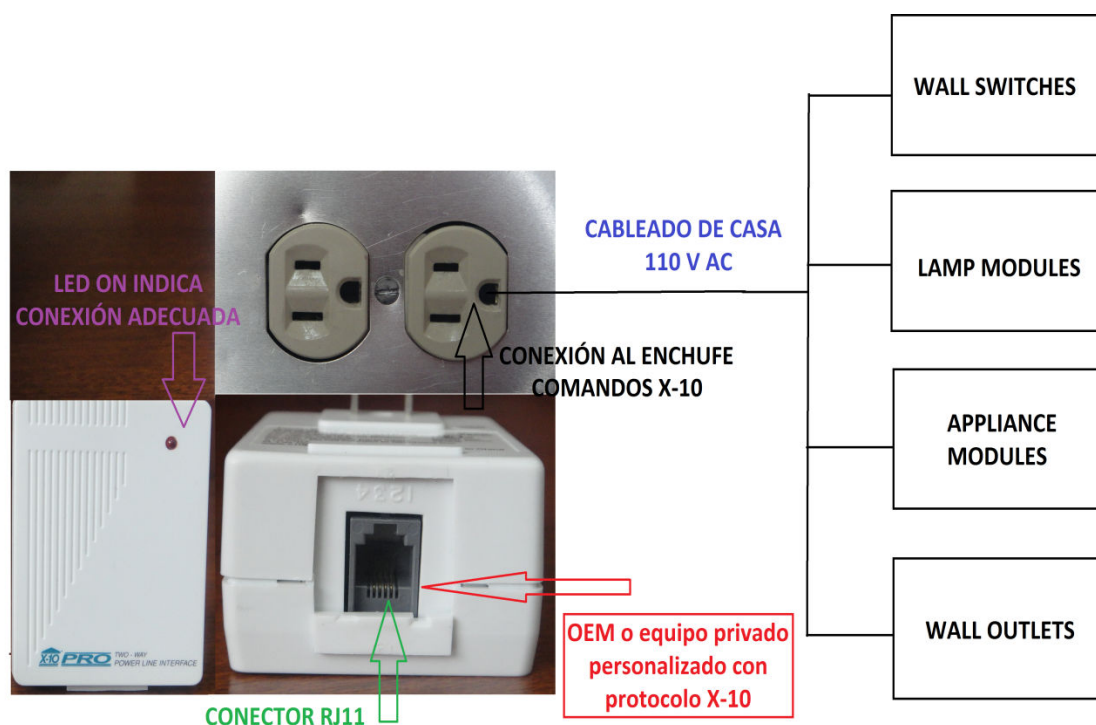 WALL SWITCHES
CABLEADO DE CASA
110 V AC
LAMP MODULES
LED ON INDICA
CONEXIÓN ADECUADA
CONEXIÓN AL ENCHUFE
COMANDOS X-10
APPLIANCE
MODULES
1234
OEM o equipo privado
personalizado con
protocolo X-10
WALL OUTLETS
X-10 PRO TWO-WAY
POWER LINE INTERFACE
CONECTOR RJ11